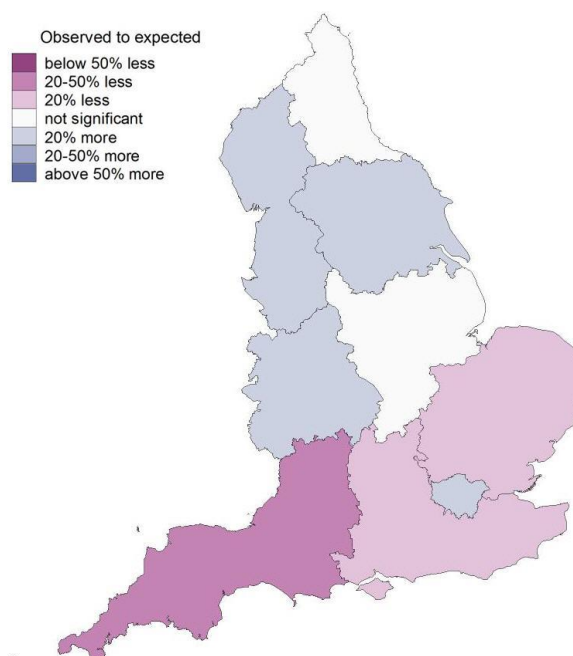 Observed to expected
below 50% less
20-50% less
20% less
not significant
20% more
20-50% more
above 50% more